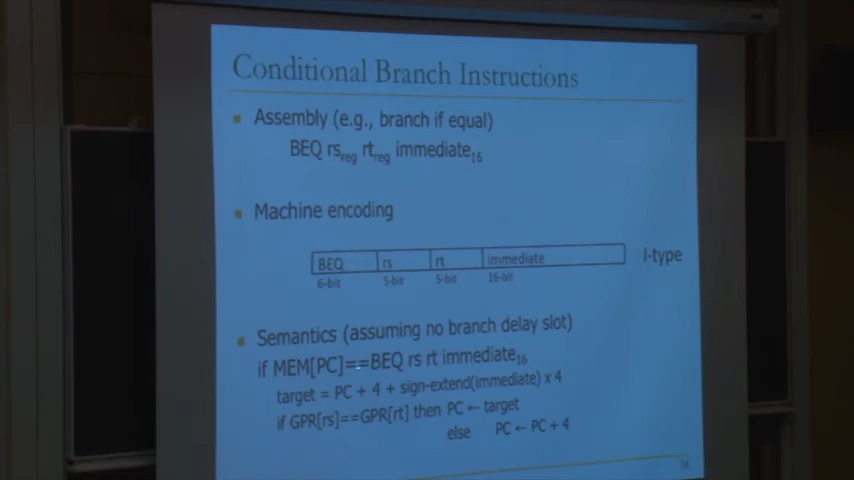 Conditional Branch Instructions
Assembly (e.g., branch if equal)
BEQ rsreg rtreg immediate16
Machine encoding
BEQ rs rt immediate I-type
6-bit 5-bit 5-bit 16-bit
Semantics (assuming no branch delay slot)
if MEM[PC]==BEQ rs rt immediate16
target = PC + 4 + sign-extend(immediate) x 4
if GPR[rs]==GPR[rt] then PC ← target
else PC ← PC + 4